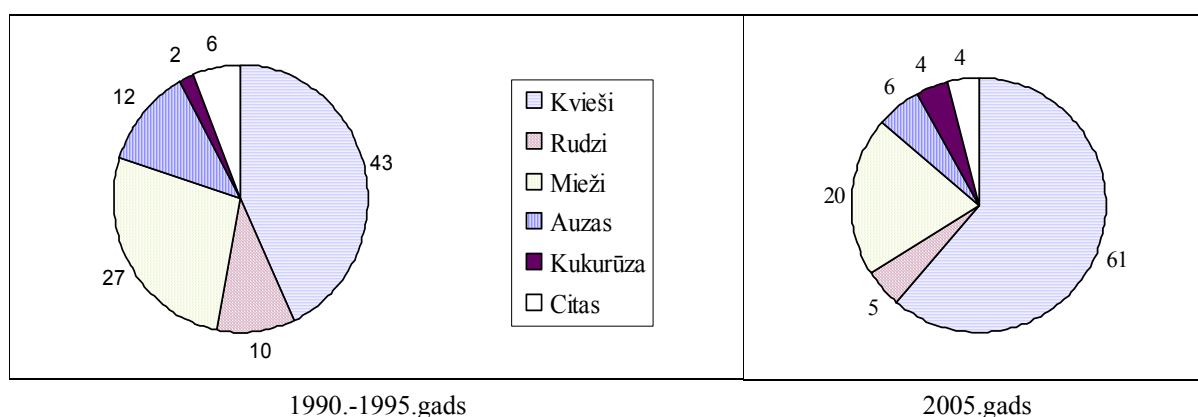 2
6
12
43
27
10
Kvieši
Rudzi
Mieži
Auzas
Kukurūza
Citas
4
4
6
20
5
61
1990.-1995.gads
2005.gads